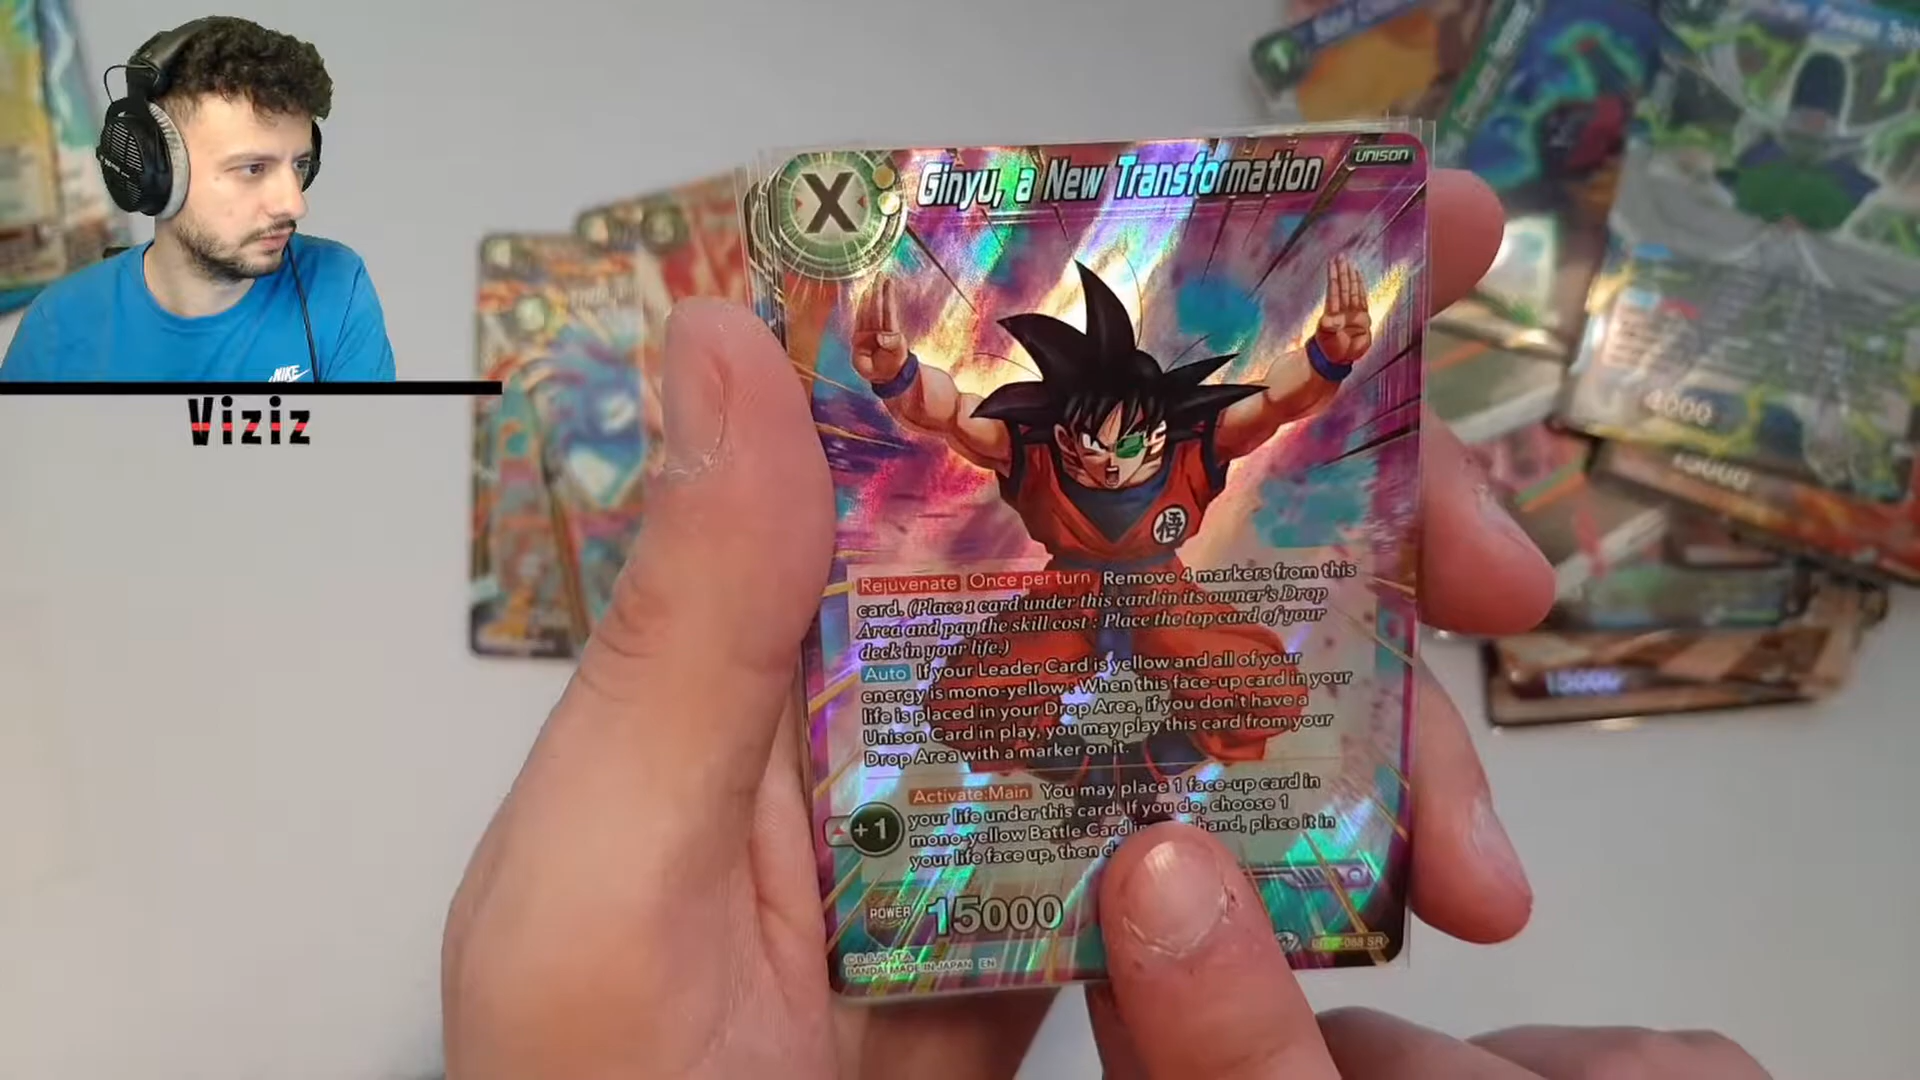 NIKE
Viziz
X
Ginyu, a New Transformation
UNISON
悟
Rejuvenate Once per turn Remove 4 markers from this
card. (Place 1 card under this card in its owner's Drop
Area and pay the skill cost : Place the top card of your
deck in your life.)
Auto If your Leader Card is yellow and all of your
energy is mono-yellow : When this face-up card in your
life is placed in your Drop Area, if you don't have a
Unison Card in play, you may play this card from your
Drop Area with a marker on it.
+1
Activate:Main You may place 1 face-up card in
your life under this card. If you do, choose 1
mono-yellow Battle Card in hand, place it in
your life face up, then
POWER 15000
BANDAI MADE IN JAPAN EN
SR
4000
15000
15000